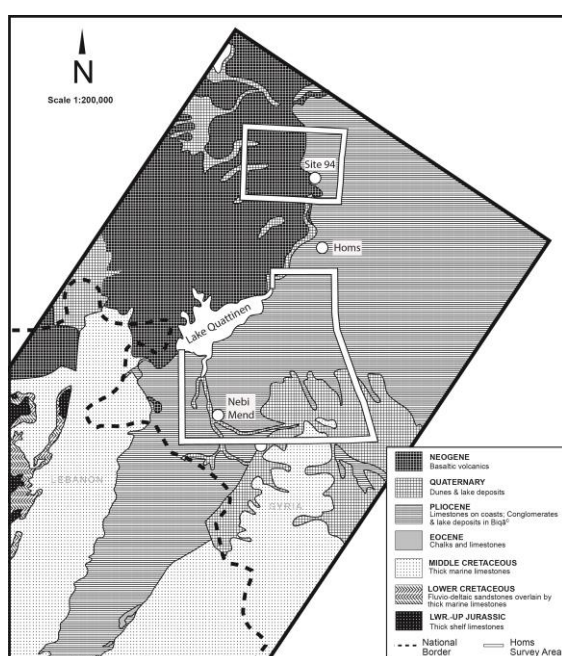 N
Scale 1:200,000
Site 94
Homs
Lake Quattinen
Nebi
Mend
LEBANON
SYRIA
NEOGENE
Basaltic volcanics
QUATERNARY
Dunes & lake deposits
PLIOCENE
Limestones on coasts; Conglomerates
& lake deposits in Biqāᶜ
EOCENE
Chalks and limestones
MIDDLE CRETACEOUS
Thick marine limestones
LOWER CRETACEOUS
Fluvio-deltaic sandstones overlain by
thick marine limestones
LWR.-UP JURASSIC
Thick shelf limestones
National
Border
Homs
Survey Area